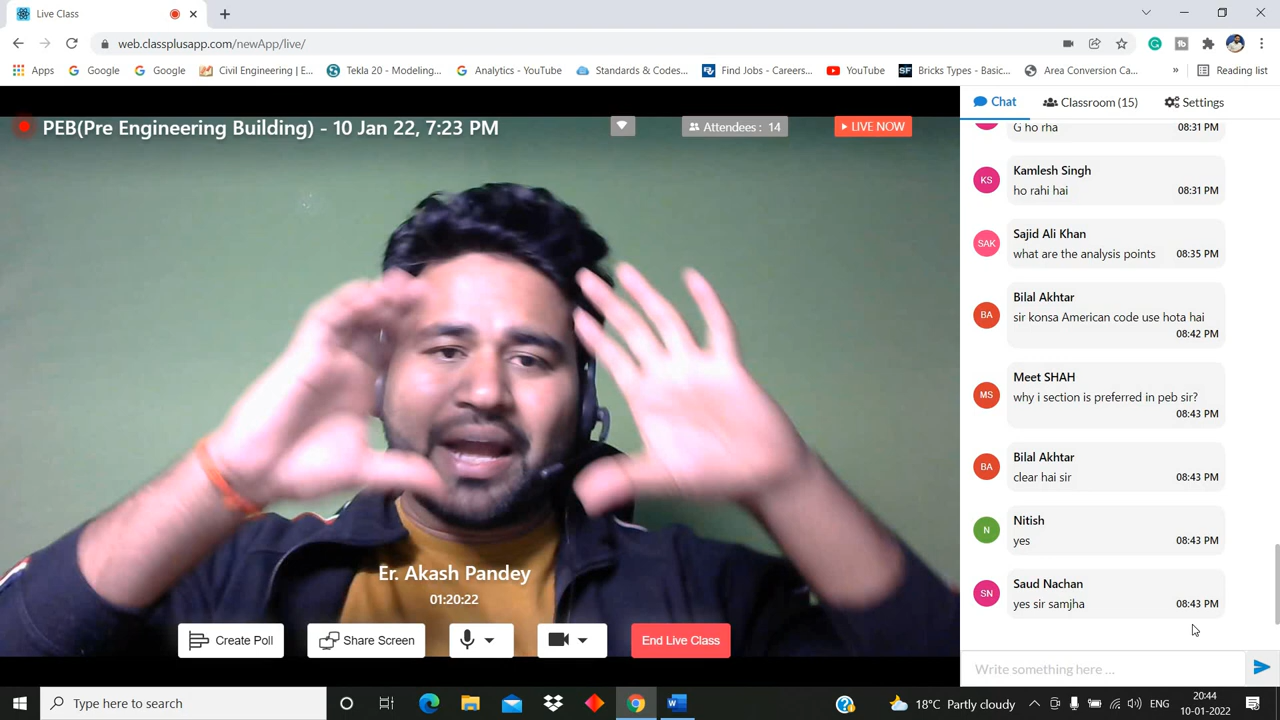 Live Class
web.classplusapp.com/newApp/live/
Apps
Google
Google
Civil Engineering | E...
Tekla 20 - Modeling...
Analytics - YouTube
Standards & Codes...
Find Jobs - Careers...
YouTube
Bricks Types - Basic...
Area Conversion Ca...
»
Reading list
PEB(Pre Engineering Building) - 10 Jan 22, 7:23 PM
Attendees : 14
LIVE NOW
Er. Akash Pandey
01:20:22
Create Poll
Share Screen
End Live Class
Chat
Classroom (15)
Settings
G ho rha
08:31 PM
KS
Kamlesh Singh
ho rahi hai
08:31 PM
SAK
Sajid Ali Khan
what are the analysis points
08:35 PM
BA
Bilal Akhtar
sir konsa American code use hota hai
08:42 PM
MS
Meet SHAH
why i section is preferred in peb sir?
08:43 PM
BA
Bilal Akhtar
clear hai sir
08:43 PM
N
Nitish
yes
08:43 PM
SN
Saud Nachan
yes sir samjha
08:43 PM
Write something here ...
Type here to search
18°C Partly cloudy
ENG
20:44
10-01-2022